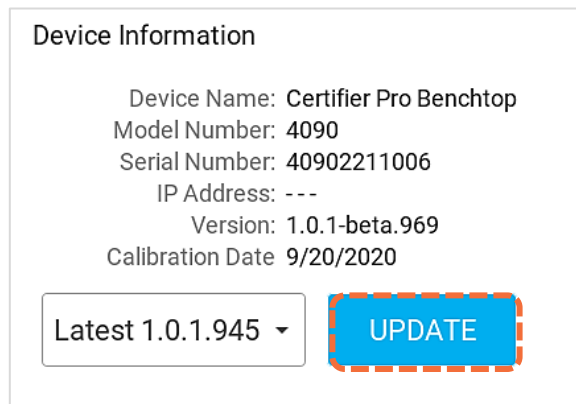 Device Information
Device Name: Certifier Pro Benchtop
Model Number: 4090
Serial Number: 40902211006
IP Address: ---
Version: 1.0.1-beta.969
Calibration Date 9/20/2020
Latest 1.0.1.945 UPDATE